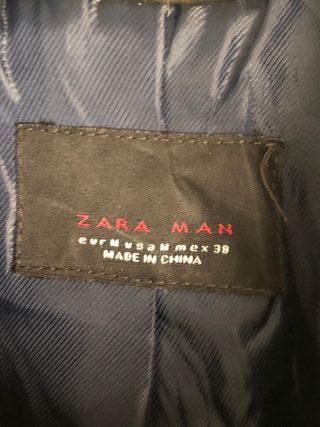 ZARA MAN
eur M usa M mex 38
MADE IN CHINA